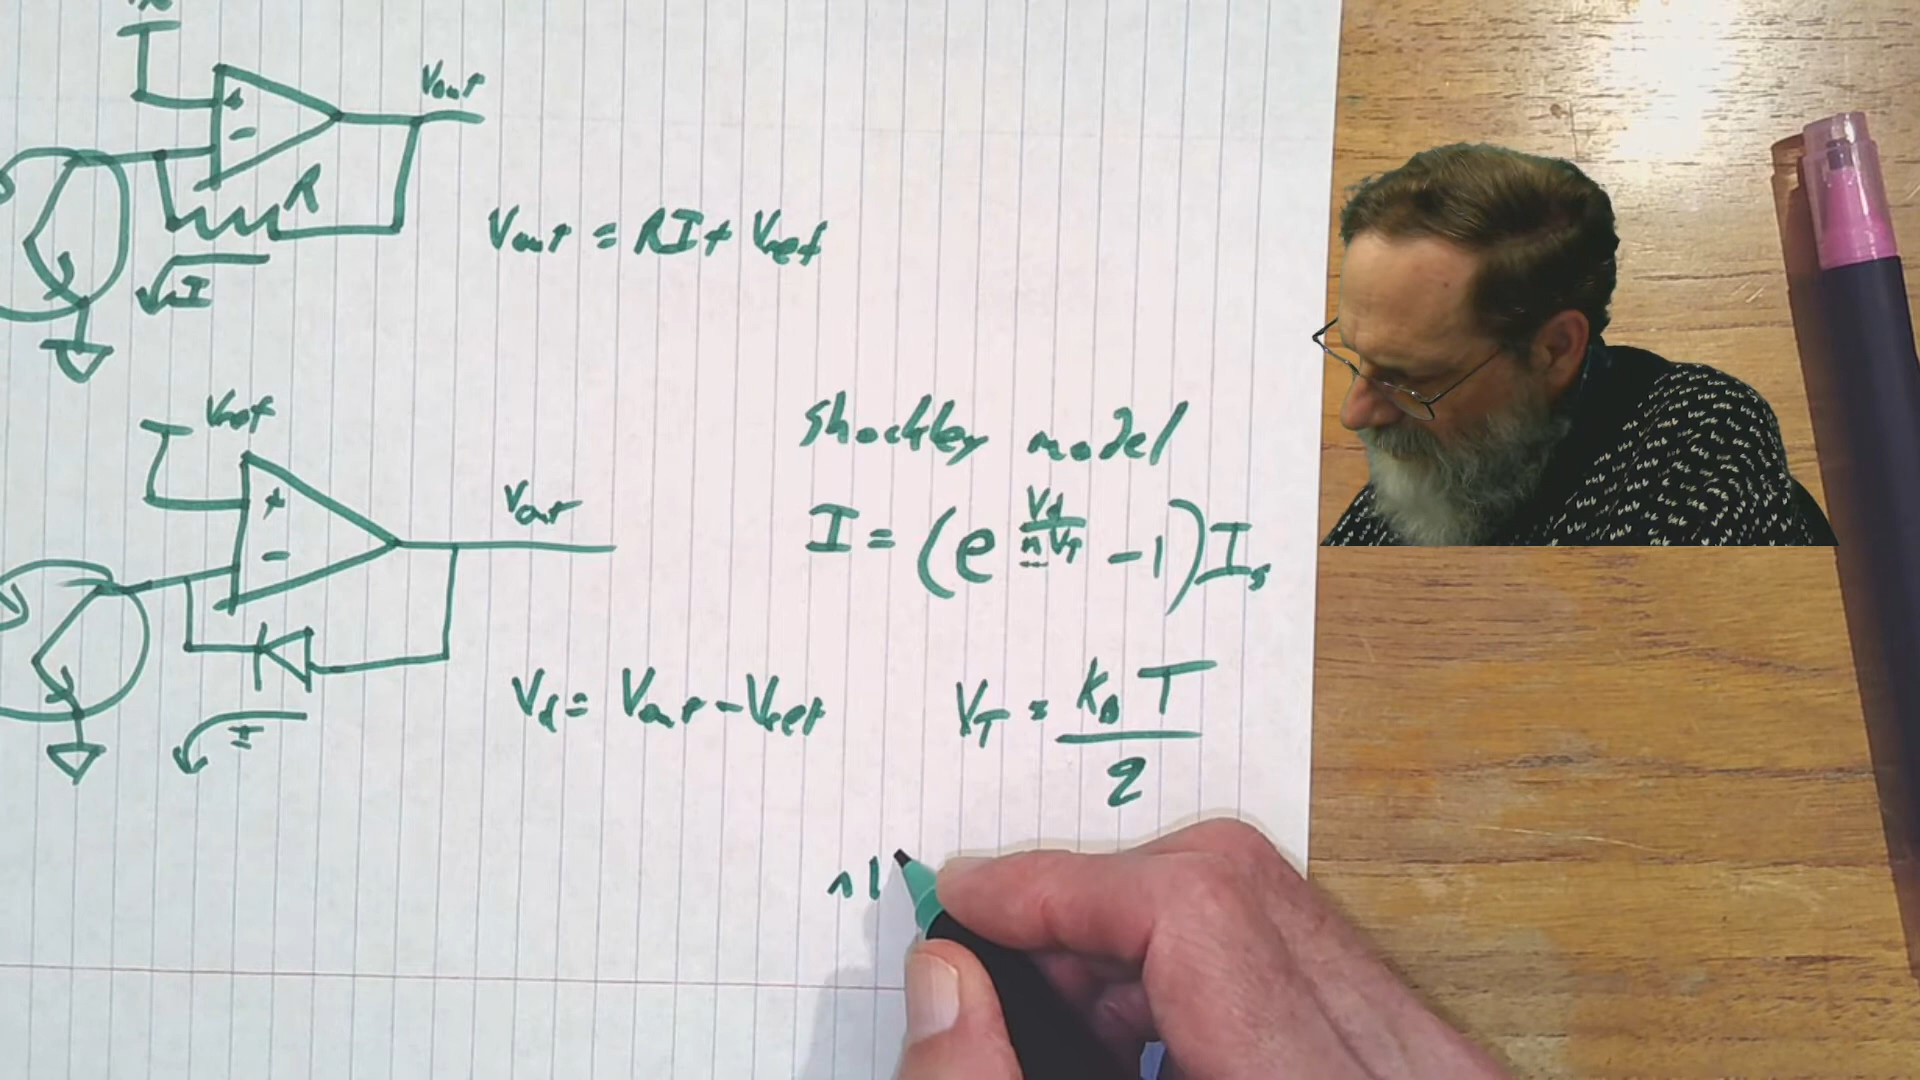 Vout
+
-
R
I
Vout = RI + Vref
Vref
Vout
+
-
I
Shockley model
I = (e^(Vd/nVT) - 1) Is
Vd = Vout - Vref
VT = kB T / q
n